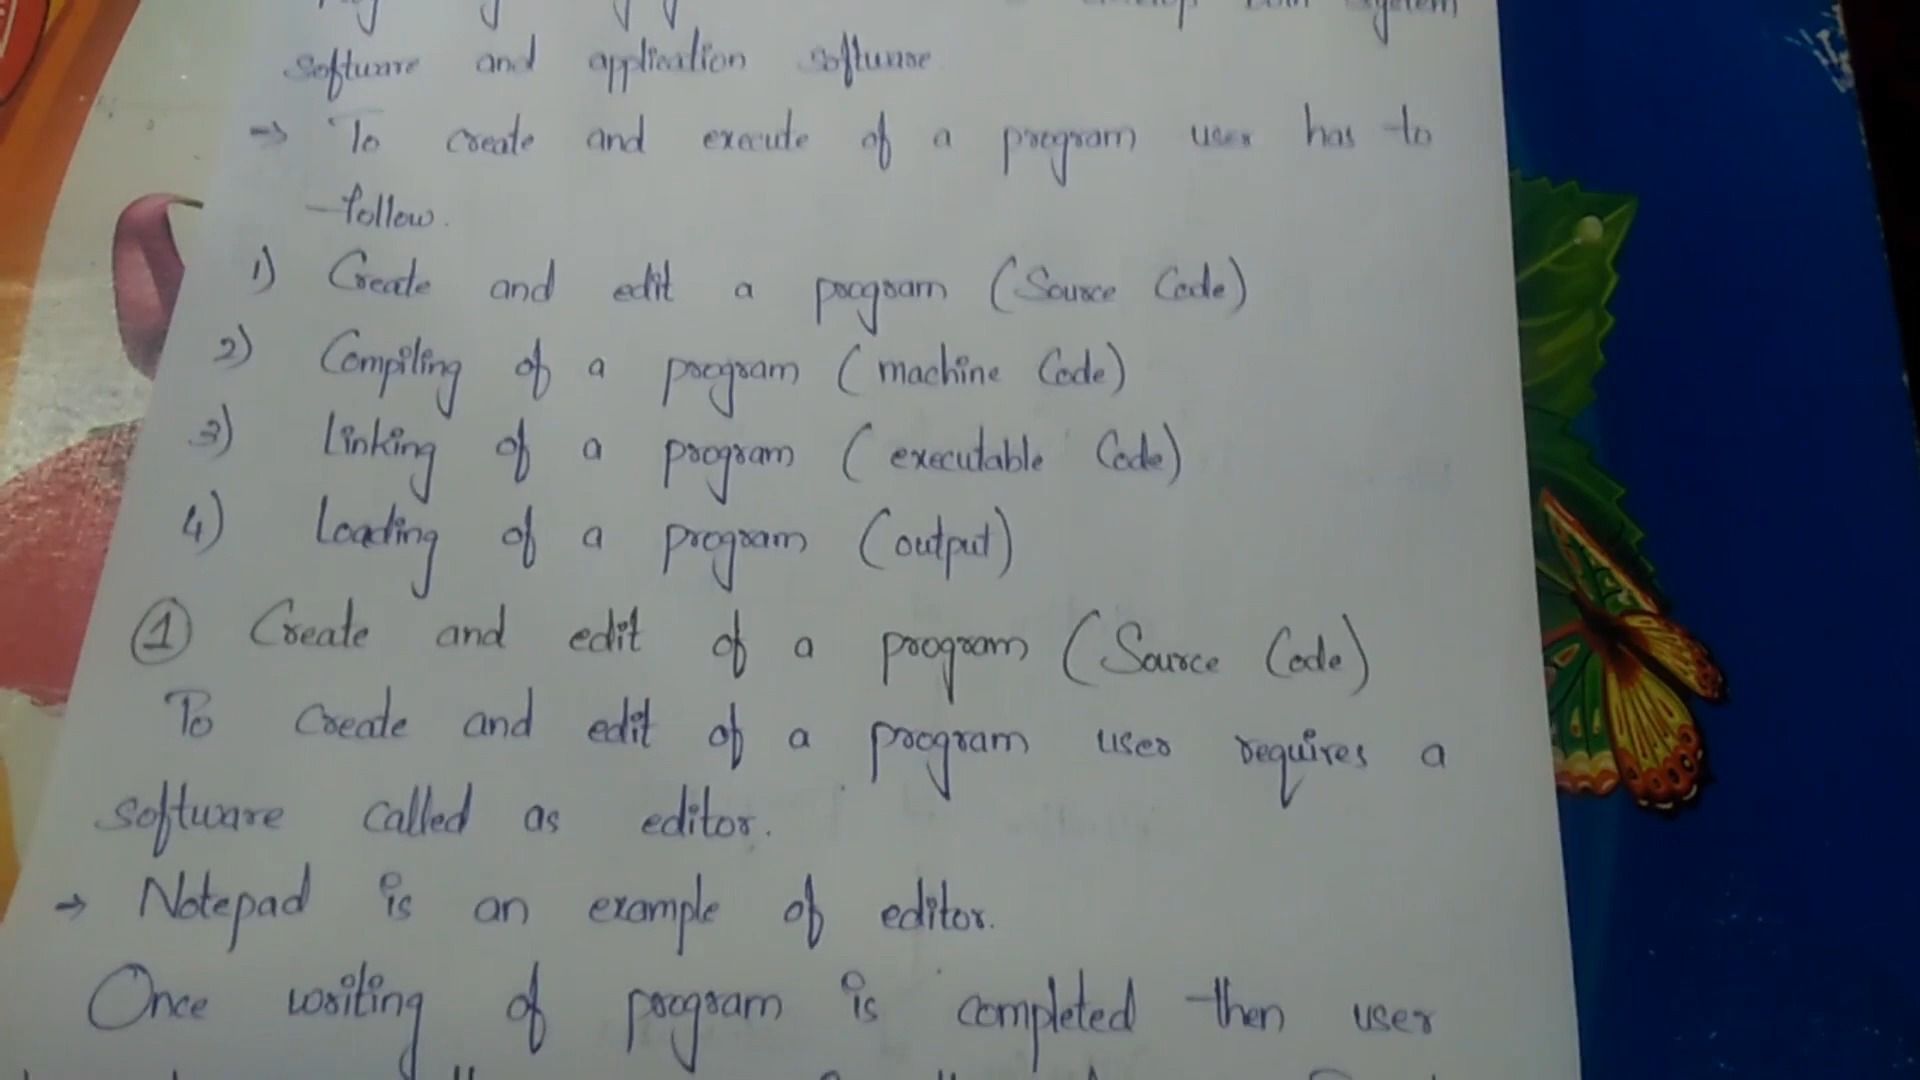 system
software and application software
→ To create and execute of a program user has to
follow.
1) Create and edit a program (Source Code)
2) Compiling of a program (machine Code)
3) Linking of a program (executable Code)
4) Loading of a program (output)
① Create and edit of a program (Source Code)
To create and edit of a program user requires a
software called as editor.
→ Notepad is an example of editor.
Once writing of program is completed then user